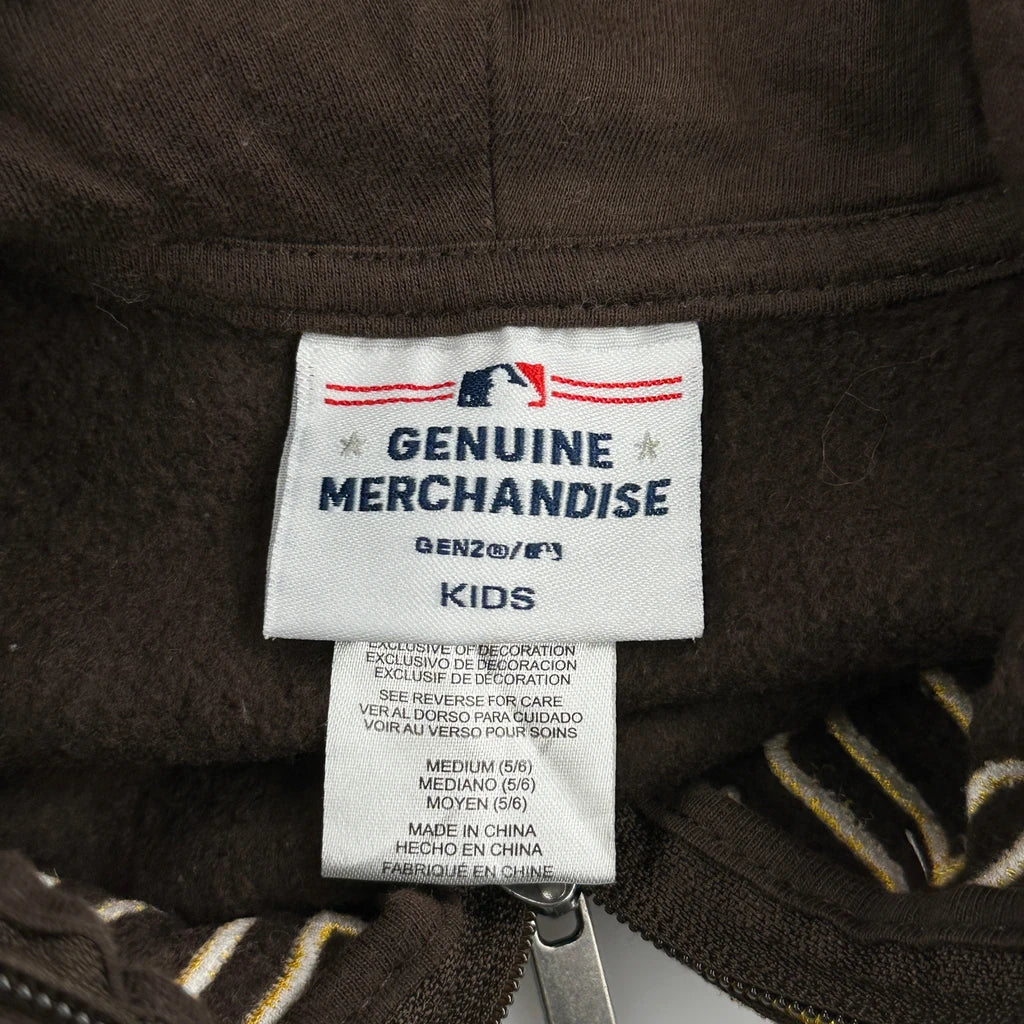 GENUINE
MERCHANDISE
GEN2®/
KIDS
EXCLUSIVE OF DECORATION
EXCLUSIVO DE DECORACION
EXCLUSIF DE DÉCORATION
SEE REVERSE FOR CARE
VER AL DORSO PARA CUIDADO
VOIR AU VERSO POUR SOINS
MEDIUM (5/6)
MEDIANO (5/6)
MOYEN (5/6)
MADE IN CHINA
HECHO EN CHINA
FABRIQUÉ EN CHINE